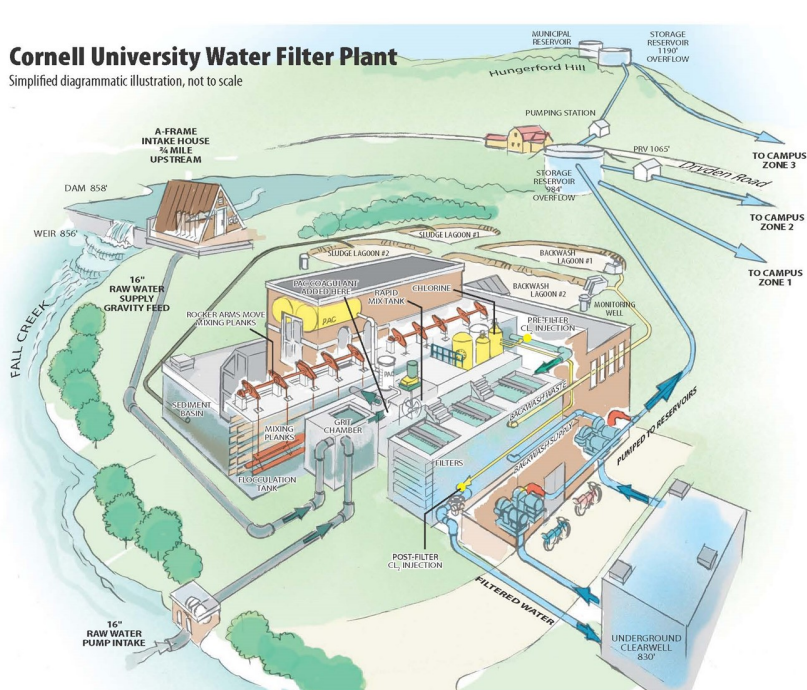 Cornell University Water Filter Plant
Simplified diagrammatic illustration, not to scale
MUNICIPAL
RESERVOIR
STORAGE
RESERVOIR
1190'
OVERFLOW
Hungerford Hill
PUMPING STATION
A-FRAME
INTAKE HOUSE
¾ MILE
UPSTREAM
PRV 1065'
TO CAMPUS
ZONE 3
Dryden Road
STORAGE
RESERVOIR
984'
OVERFLOW
DAM 858'
TO CAMPUS
ZONE 2
WEIR 856'
SLUDGE LAGOON #1
SLUDGE LAGOON #2
BACKWASH
LAGOON #1
TO CAMPUS
ZONE 1
16"
RAW WATER
SUPPLY
GRAVITY FEED
PAC COAGULANT
ADDED HERE
RAPID
MIX TANK
CHLORINE
BACKWASH
LAGOON #2
MONITORING
WELL
FALL CREEK
ROCKER ARMS MOVE
MIXING PLANKS
PAC
PRE-FILTER
CL2 INJECTION
PAC
SEDIMENT
BASIN
MIXING
PLANKS
GRIT
CHAMBER
BACKWASH WASTE
BACKWASH SUPPLY
PUMPED TO RESERVOIRS
FILTERS
FLOCCULATION
TANK
POST-FILTER
CL2 INJECTION
FILTERED WATER
16"
RAW WATER
PUMP INTAKE
UNDERGROUND
CLEARWELL
830'